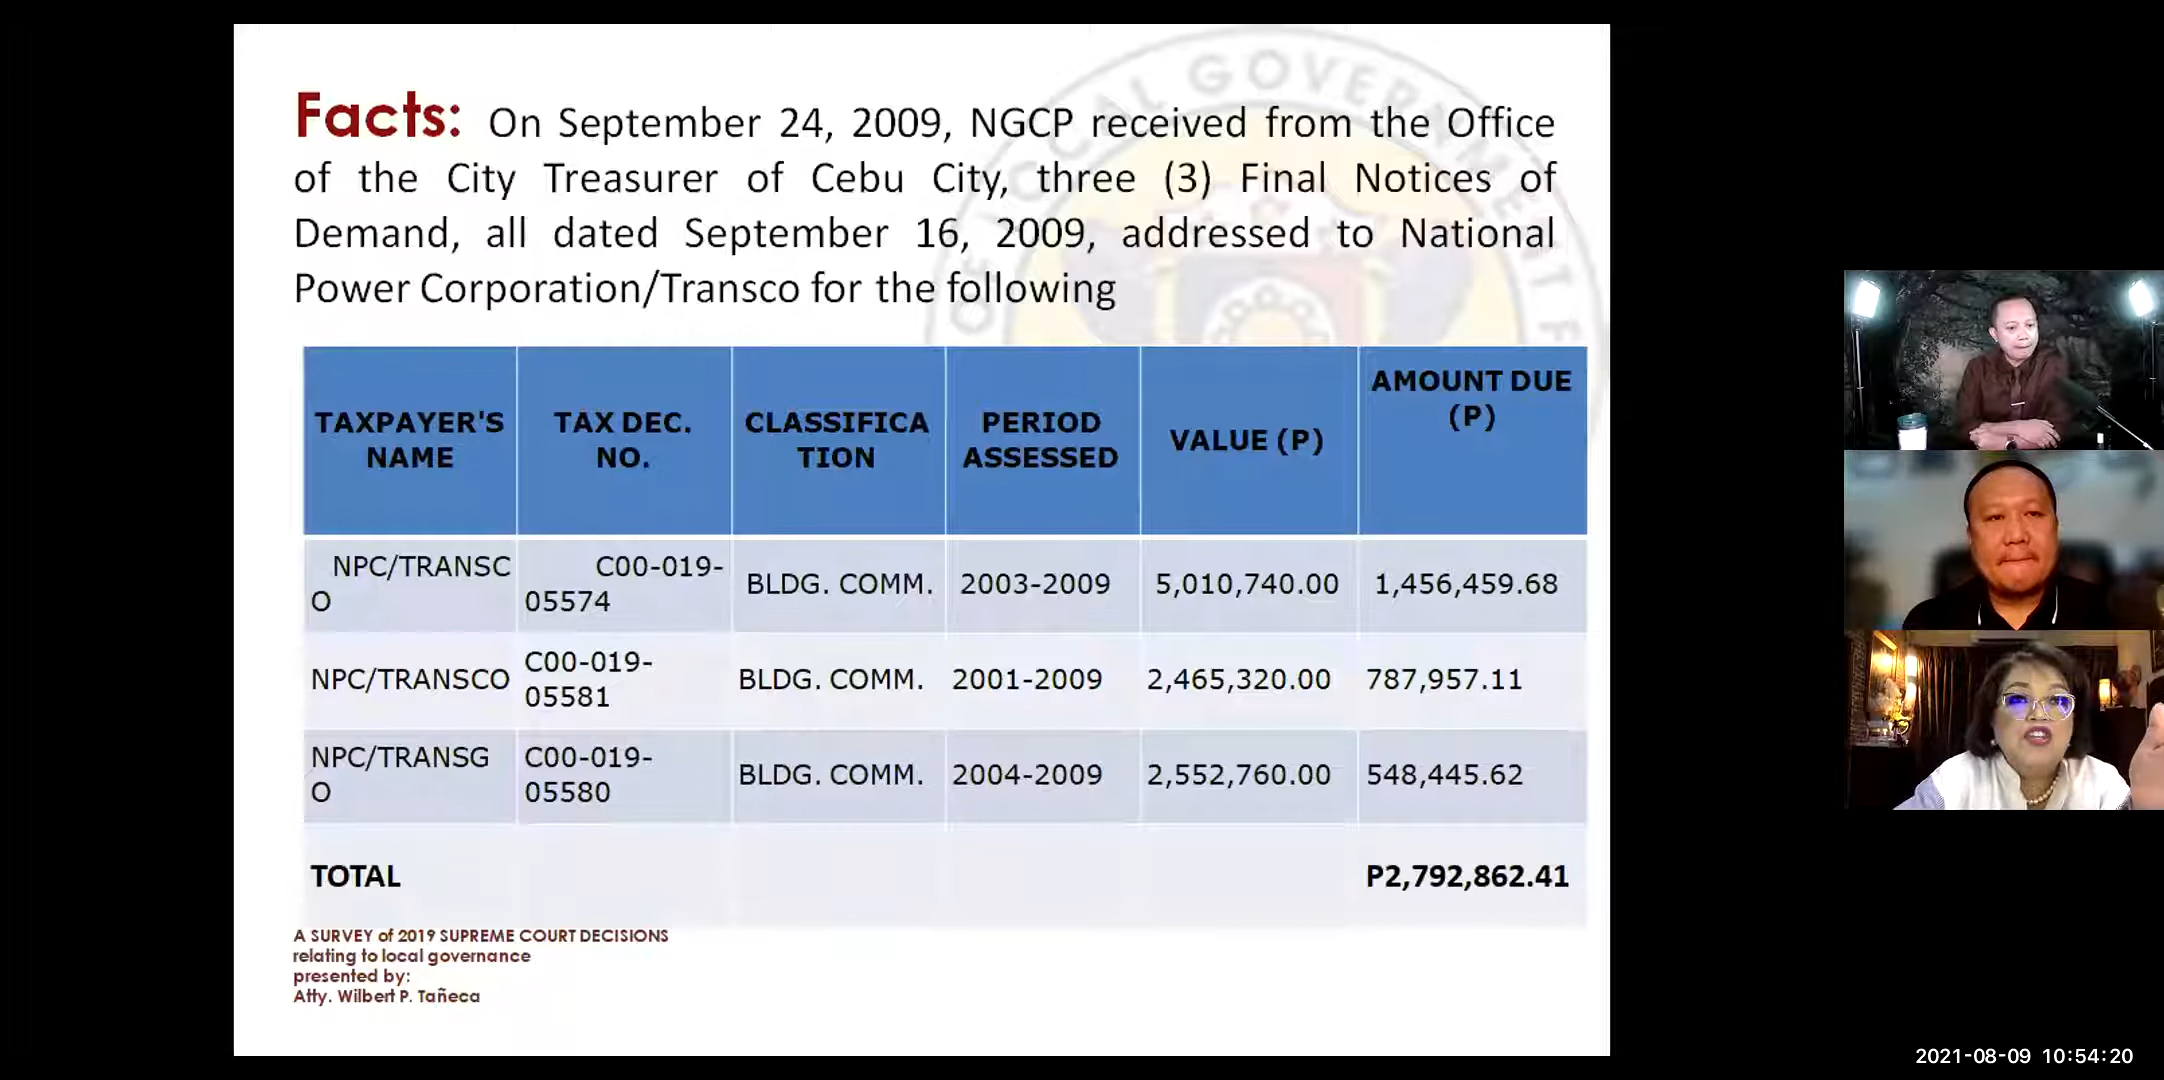 OF LOCAL GOVERNMENT F
Facts: On September 24, 2009, NGCP received from the Office
of the City Treasurer of Cebu City, three (3) Final Notices of
Demand, all dated September 16, 2009, addressed to National
Power Corporation/Transco for the following
TAXPAYER'S
NAME
TAX DEC.
NO.
CLASSIFICA
TION
PERIOD
ASSESSED
VALUE (P)
AMOUNT DUE
(P)
NPC/TRANSC
O
C00-019-
05574
BLDG. COMM.
2003-2009
5,010,740.00
1,456,459.68
NPC/TRANSCO
C00-019-
05581
BLDG. COMM.
2001-2009
2,465,320.00
787,957.11
NPC/TRANSG
O
C00-019-
05580
BLDG. COMM.
2004-2009
2,552,760.00
548,445.62
TOTAL
P2,792,862.41
A SURVEY of 2019 SUPREME COURT DECISIONS
relating to local governance
presented by:
Atty. Wilbert P. Tañeca
2021-08-09 10:54:20